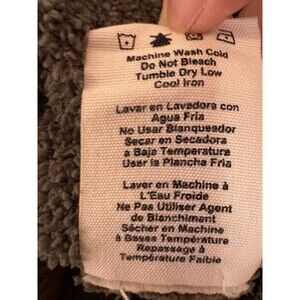 Machine Wash Cold
Do Not Bleach
Tumble Dry Low
Cool Iron
Lavar en Lavadora con
Agua Fria
No Usar Blanqueador
Secar en Secadora
a Baja Temperatura
Usar la Plancha Fria
Laver en Machine à
L'Eau Froide
Ne Pas Utiliser Agent
de Blanchiment
Sécher en Machine
à Basse Température
Repassage à
Température Faible